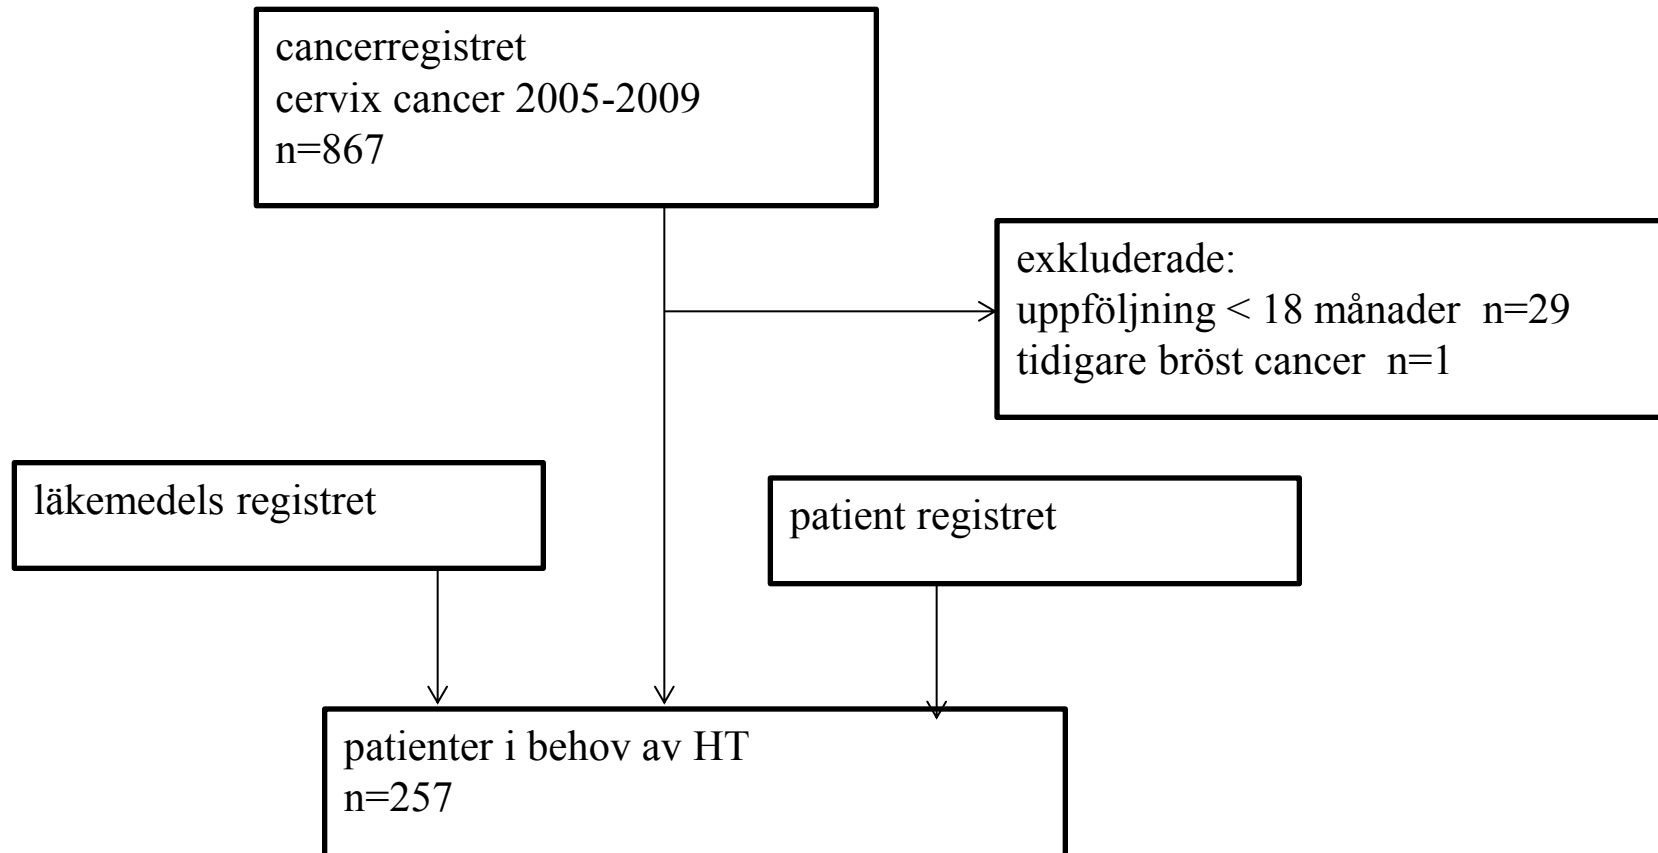 cancerregistret
cervix cancer 2005-2009
n=867
exkluderade:
uppföljning < 18 månader  n=29
tidigare bröst cancer  n=1
läkemedels registret
patient registret
patienter i behov av HT
n=257